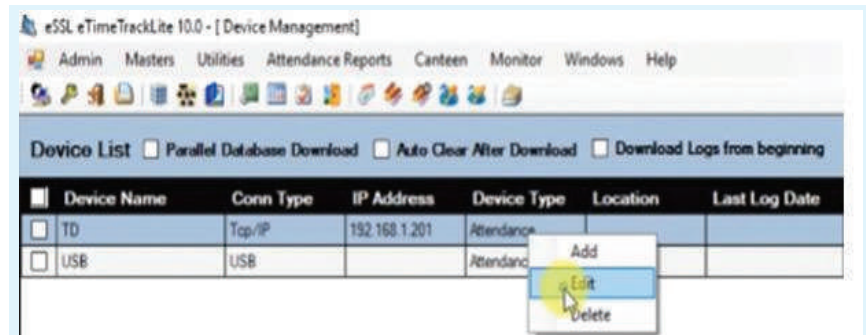 eSSL eTimeTrackLite 10.0 - [ Device Management]
Admin Masters Utilities Attendance Reports Canteen Monitor Windows Help
Device List Parallel Database Download Auto Clear After Download Download Logs from beginning
Device Name Conn Type IP Address Device Type Location Last Log Date
TD Tcp/IP 192.168.1.201 Attendance
USB USB Attendanc
Add
Edit
Delete